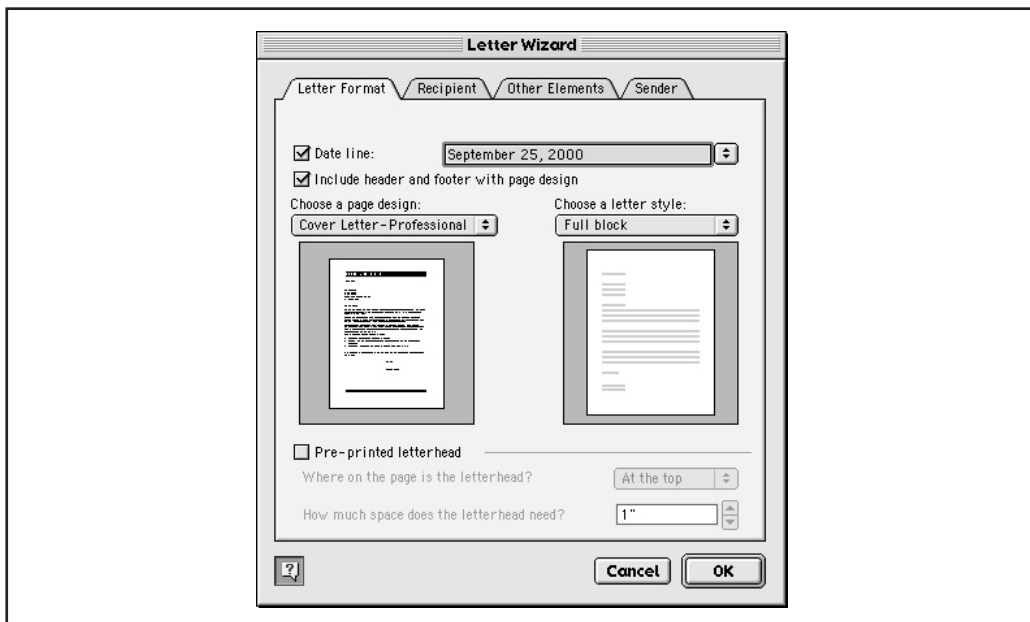 Letter Wizard
Letter Format Recipient Other Elements Sender
Date line: September 25, 2000
Include header and footer with page design
Choose a page design: Choose a letter style:
Cover Letter-Professional Full block
Pre-printed letterhead
Where on the page is the letterhead? At the top
How much space does the letterhead need? 1"
? Cancel OK